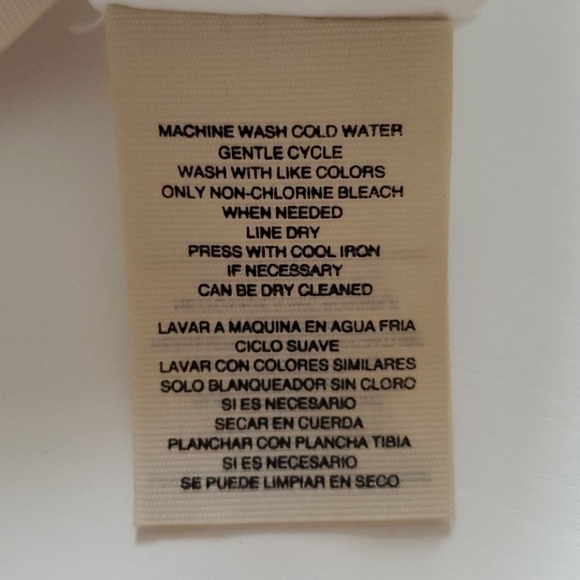 MACHINE WASH COLD WATER
GENTLE CYCLE
WASH WITH LIKE COLORS
ONLY NON-CHLORINE BLEACH
WHEN NEEDED
LINE DRY
PRESS WITH COOL IRON
IF NECESSARY
CAN BE DRY CLEANED
LAVAR A MAQUINA EN AGUA FRIA
CICLO SUAVE
LAVAR CON COLORES SIMILARES
SOLO BLANQUEADOR SIN CLORO
SI ES NECESARIO
SECAR EN CUERDA
PLANCHAR CON PLANCHA TIBIA
SI ES NECESARIO
SE PUEDE LIMPIAR EN SECO